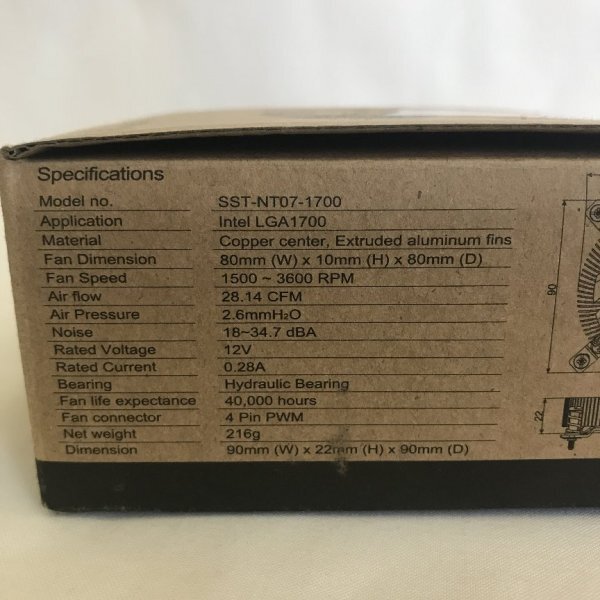 Specifications
Model no. SST-NT07-1700
Application Intel LGA1700
Material Copper center, Extruded aluminum fins
Fan Dimension 80mm (W) x 10mm (H) x 80mm (D)
Fan Speed 1500 ~ 3600 RPM
Air flow 28.14 CFM
Air Pressure 2.6mmH₂O
Noise 18~34.7 dBA
Rated Voltage 12V
Rated Current 0.28A
Bearing Hydraulic Bearing
Fan life expectance 40,000 hours
Fan connector 4 Pin PWM
Net weight 216g
Dimension 90mm (W) x 22mm (H) x 90mm (D)
90
22